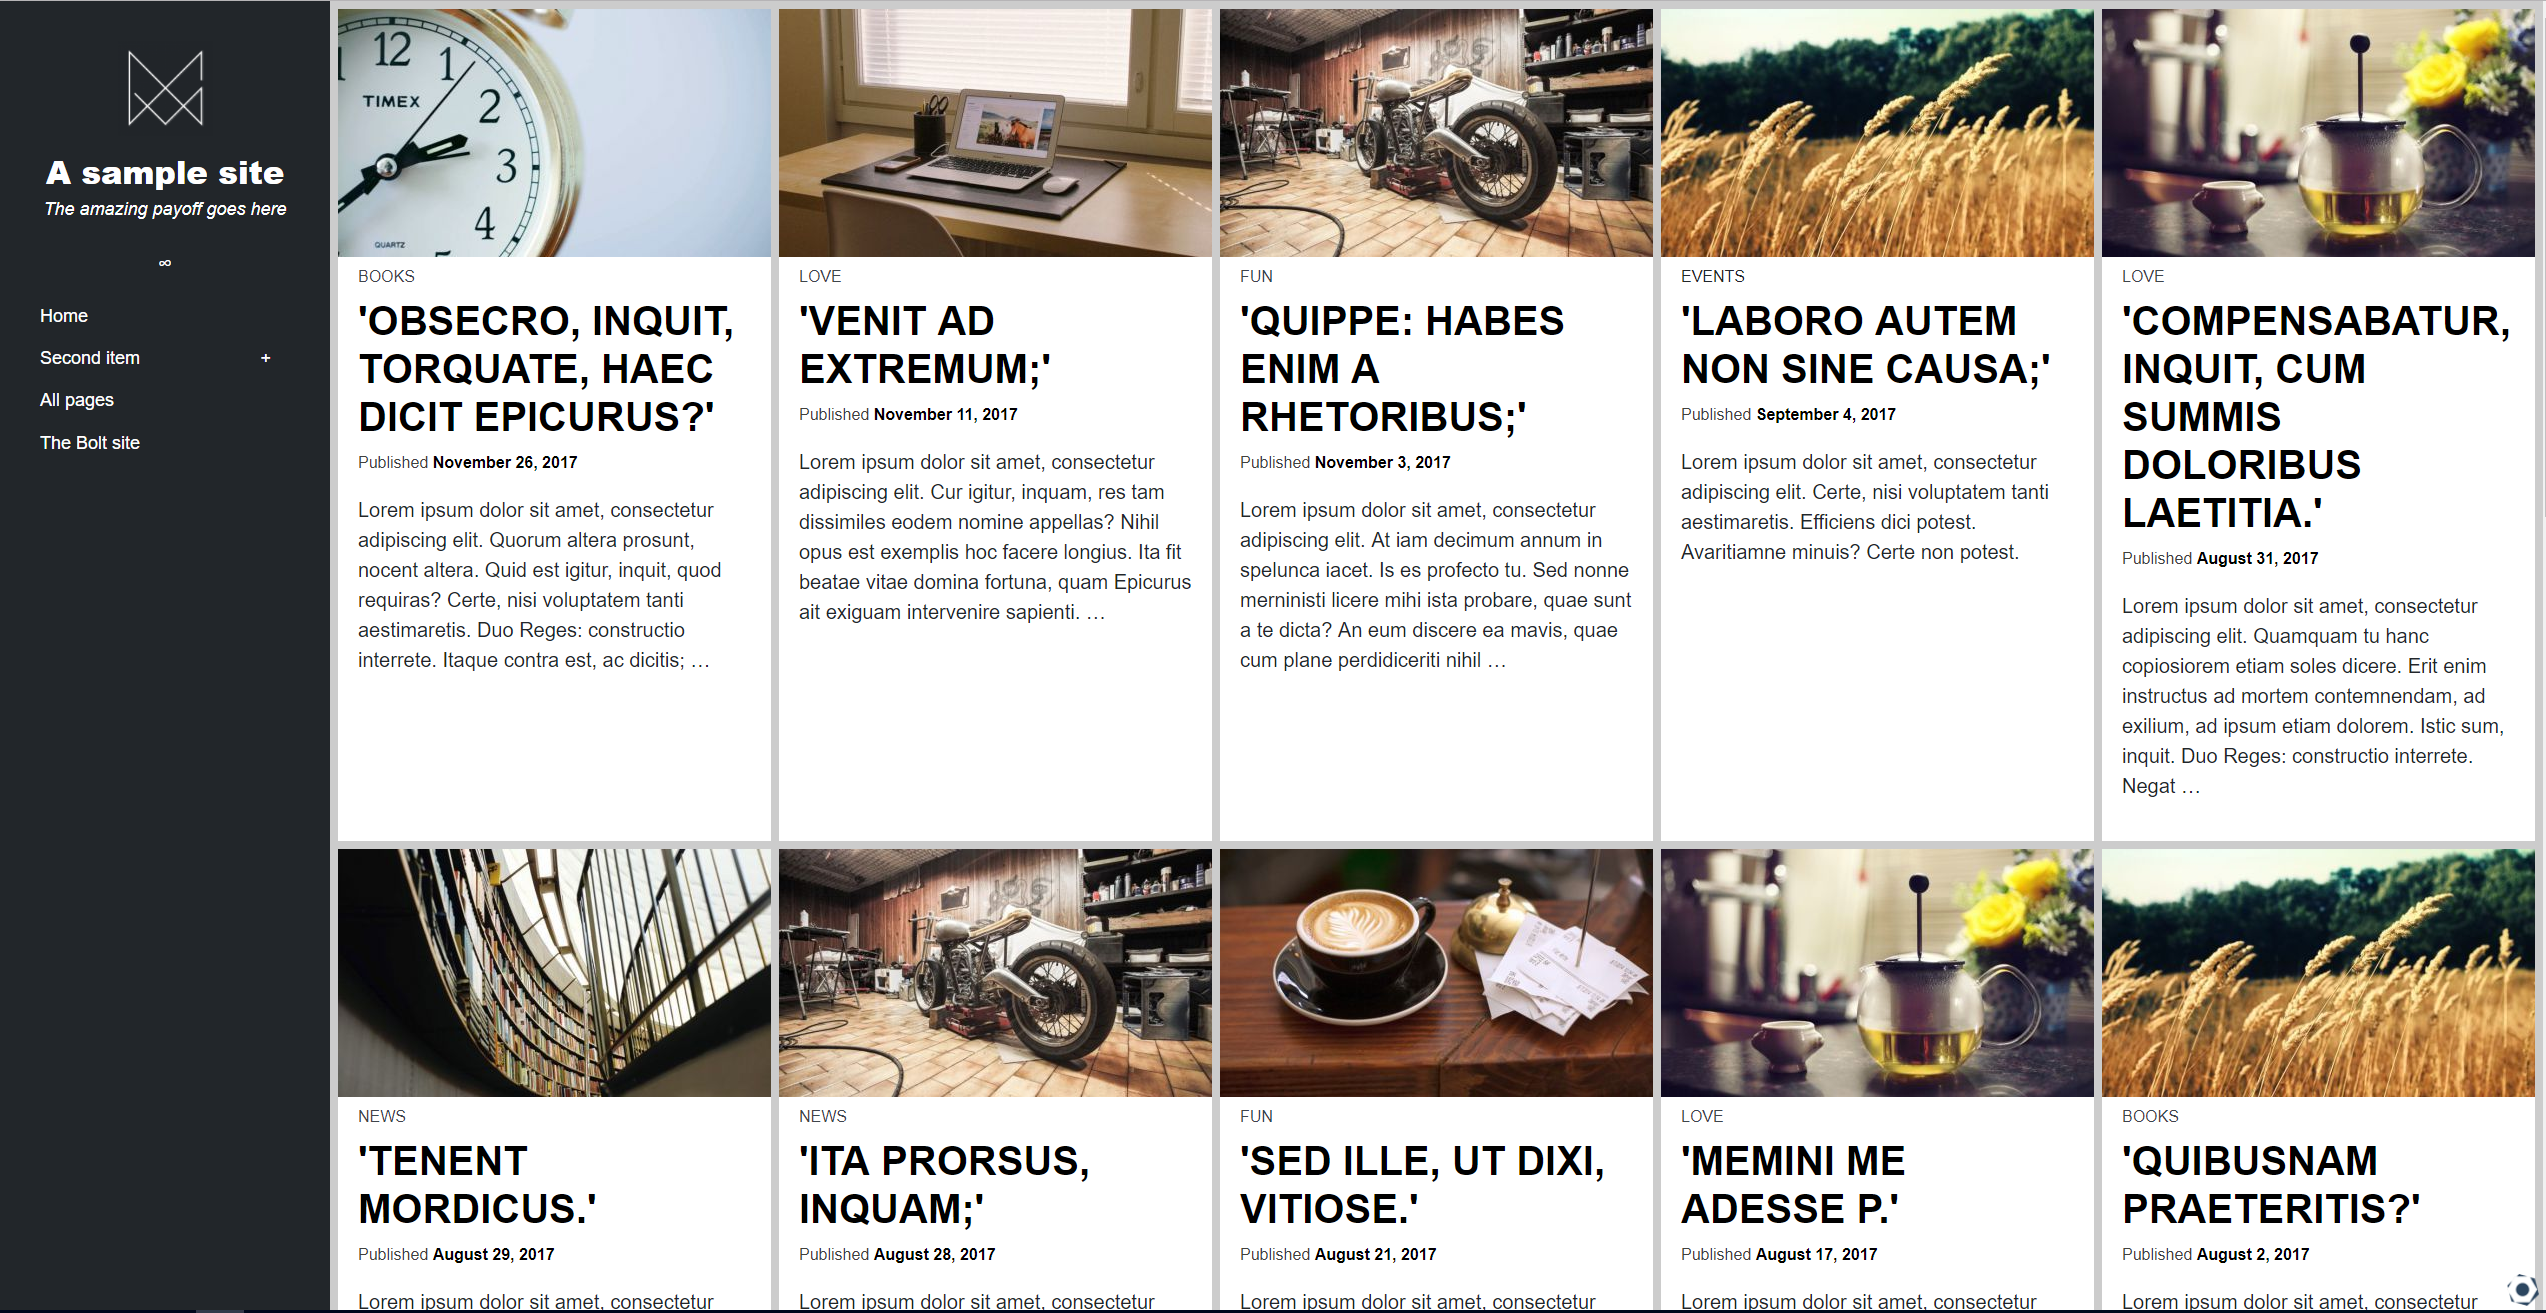 A sample site
The amazing payoff goes here
∞
Home
Second item +
All pages
The Bolt site
12
1
2
3
4
5
TIMEX
QUARTZ
BOOKS
'OBSECRO, INQUIT,
TORQUATE, HAEC
DICIT EPICURUS?'
Published November 26, 2017
Lorem ipsum dolor sit amet, consectetur
adipiscing elit. Quorum altera prosunt,
nocent altera. Quid est igitur, inquit, quod
requiras? Certe, nisi voluptatem tanti
aestimaretis. Duo Reges: constructio
interrete. Itaque contra est, ac dicitis; …
LOVE
'VENIT AD
EXTREMUM;'
Published November 11, 2017
Lorem ipsum dolor sit amet, consectetur
adipiscing elit. Cur igitur, inquam, res tam
dissimiles eodem nomine appellas? Nihil
opus est exemplis hoc facere longius. Ita fit
beatae vitae domina fortuna, quam Epicurus
ait exiguam intervenire sapienti. …
FUN
'QUIPPE: HABES
ENIM A
RHETORIBUS;'
Published November 3, 2017
Lorem ipsum dolor sit amet, consectetur
adipiscing elit. At iam decimum annum in
spelunca iacet. Is es profecto tu. Sed nonne
merninisti licere mihi ista probare, quae sunt
a te dicta? An eum discere ea mavis, quae
cum plane perdidiceriti nihil …
EVENTS
'LABORO AUTEM
NON SINE CAUSA;'
Published September 4, 2017
Lorem ipsum dolor sit amet, consectetur
adipiscing elit. Certe, nisi voluptatem tanti
aestimaretis. Efficiens dici potest.
Avaritiamne minuis? Certe non potest.
LOVE
'COMPENSABATUR,
INQUIT, CUM
SUMMIS
DOLORIBUS
LAETITIA.'
Published August 31, 2017
Lorem ipsum dolor sit amet, consectetur
adipiscing elit. Quamquam tu hanc
copiosiorem etiam soles dicere. Erit enim
instructus ad mortem contemnendam, ad
exilium, ad ipsum etiam dolorem. Istic sum,
inquit. Duo Reges: constructio interrete.
Negat …
NEWS
'TENENT
MORDICUS.'
Published August 29, 2017
Lorem ipsum dolor sit amet, consectetur
NEWS
'ITA PRORSUS,
INQUAM;'
Published August 28, 2017
Lorem ipsum dolor sit amet, consectetur
FUN
'SED ILLE, UT DIXI,
VITIOSE.'
Published August 21, 2017
Lorem ipsum dolor sit amet, consectetur
LOVE
'MEMINI ME
ADESSE P.'
Published August 17, 2017
Lorem ipsum dolor sit amet, consectetur
BOOKS
'QUIBUSNAM
PRAETERITIS?'
Published August 2, 2017
Lorem ipsum dolor sit amet, consectetur